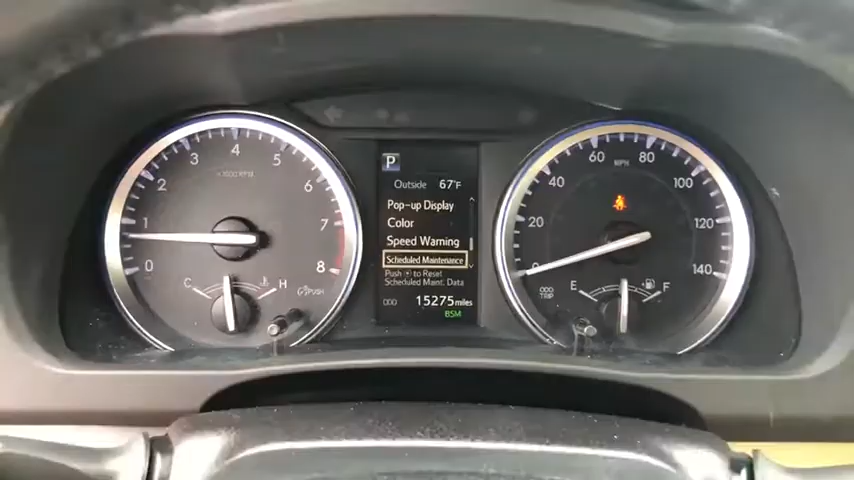 P
Outside 67°F
Pop-up Display
Color
Speed Warning
Scheduled Maintenance
Push to Reset
Scheduled Maint. Data
ODO 15275 miles
BSM
0 1 2 3 4 5 6 7 8
×1000 RPM
C H
PUSH
0 20 40 60 80 100 120 140
MPH
ODO
TRIP
E F